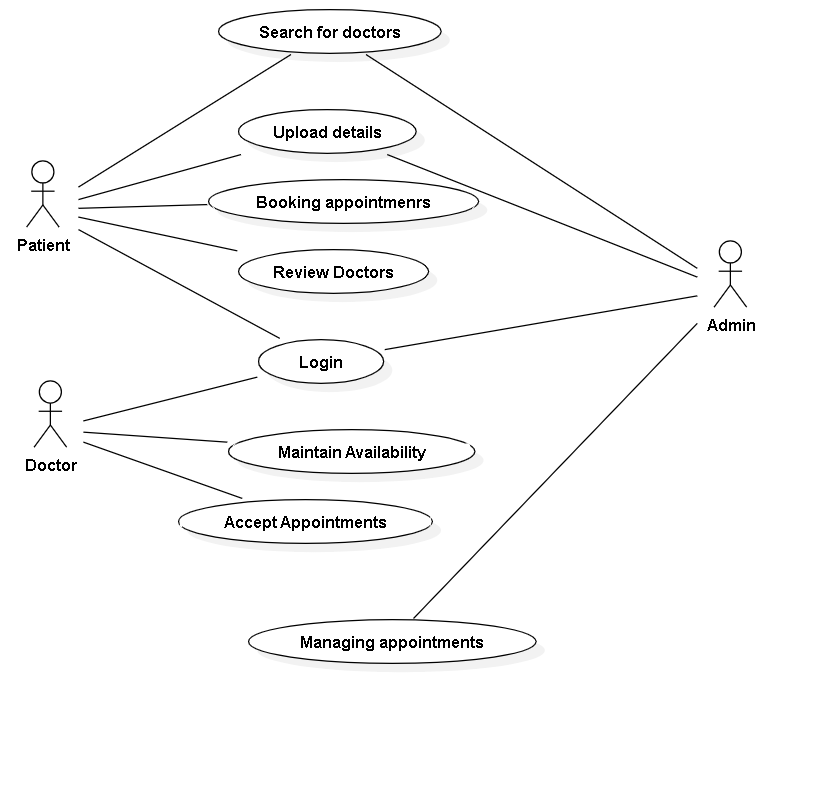 Search for doctors
Upload details
Booking appointmenrs
Patient
Review Doctors
Admin
Login
Doctor
Maintain Availability
Accept Appointments
Managing appointments